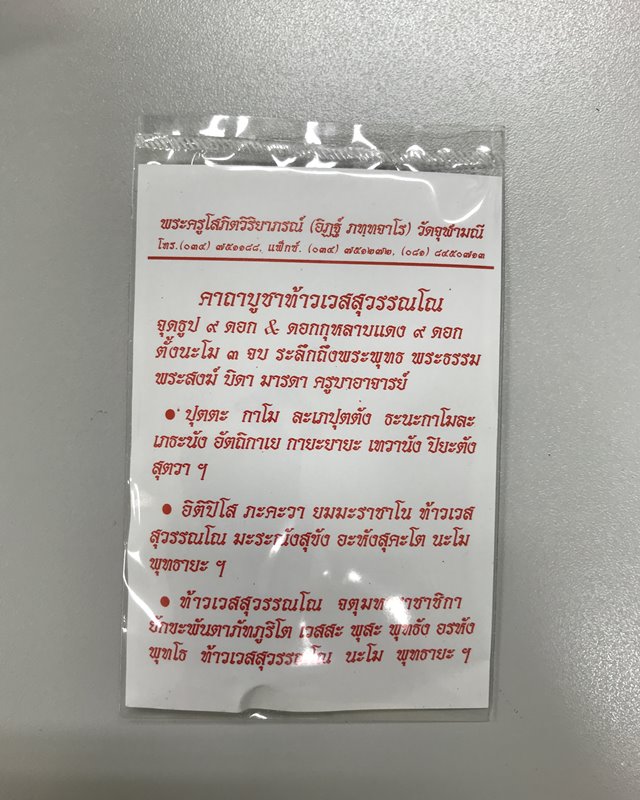 พระครูโสภิตวิริยาภรณ์ (อิฏฐ์ ภทฺทจาโร) วัดจุฬามณี
โทร.(๐๓๔) ๗๕๑๑๘๘, แฟ็กซ์. (๐๓๔) ๗๕๑๒๗๒, (๐๘๑) ๘๔๕๐๗๑๓
คาถาบูชาท้าวเวสสุวรรณโณ
จุดธูป ๙ ดอก & ดอกกุหลาบแดง ๙ ดอก
ตั้งนะโม ๓ จบ ระลึกถึงพระพุทธ พระธรรม
พระสงฆ์ บิดา มารดา ครูบาอาจารย์
● ปุตตะ กาโม ละเภปุตตัง ธะนะกาโมละ
เภธะนัง อัตถิกาเย กายะยายะ เทวานัง ปิยะตัง
สุตวา ฯ
● อิติปิโส ภะคะวา ยมมะราชาโน ท้าวเวส
สุวรรณโณ มะระณังสุขัง อะหังสุคะโต นะโม
พุทธายะ ฯ
● ท้าวเวสสุวรรณโณ ราชาชิกา
ยักขะพันตาภัทภูริโต เวสสะ พุสะ พุทธัง อรหัง
พุทโธ ท้าวเวสสุวรรณโณ นะโม พุทธายะ ฯ